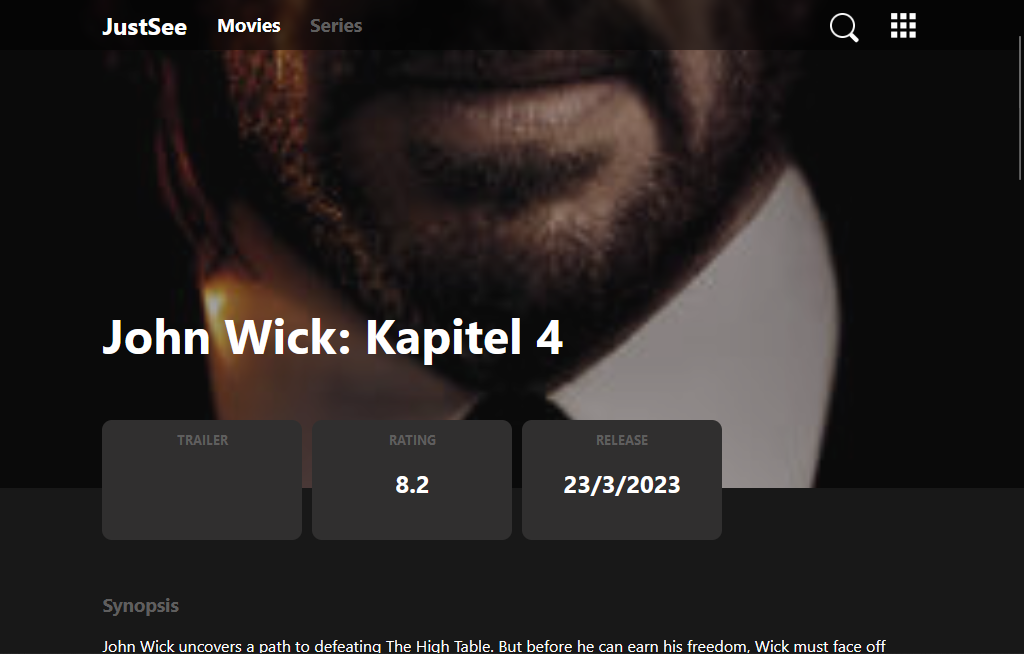 JustSee Movies Series
John Wick: Kapitel 4
TRAILER RATING RELEASE
8.2 23/3/2023
Synopsis
John Wick uncovers a path to defeating The High Table. But before he can earn his freedom, Wick must face off